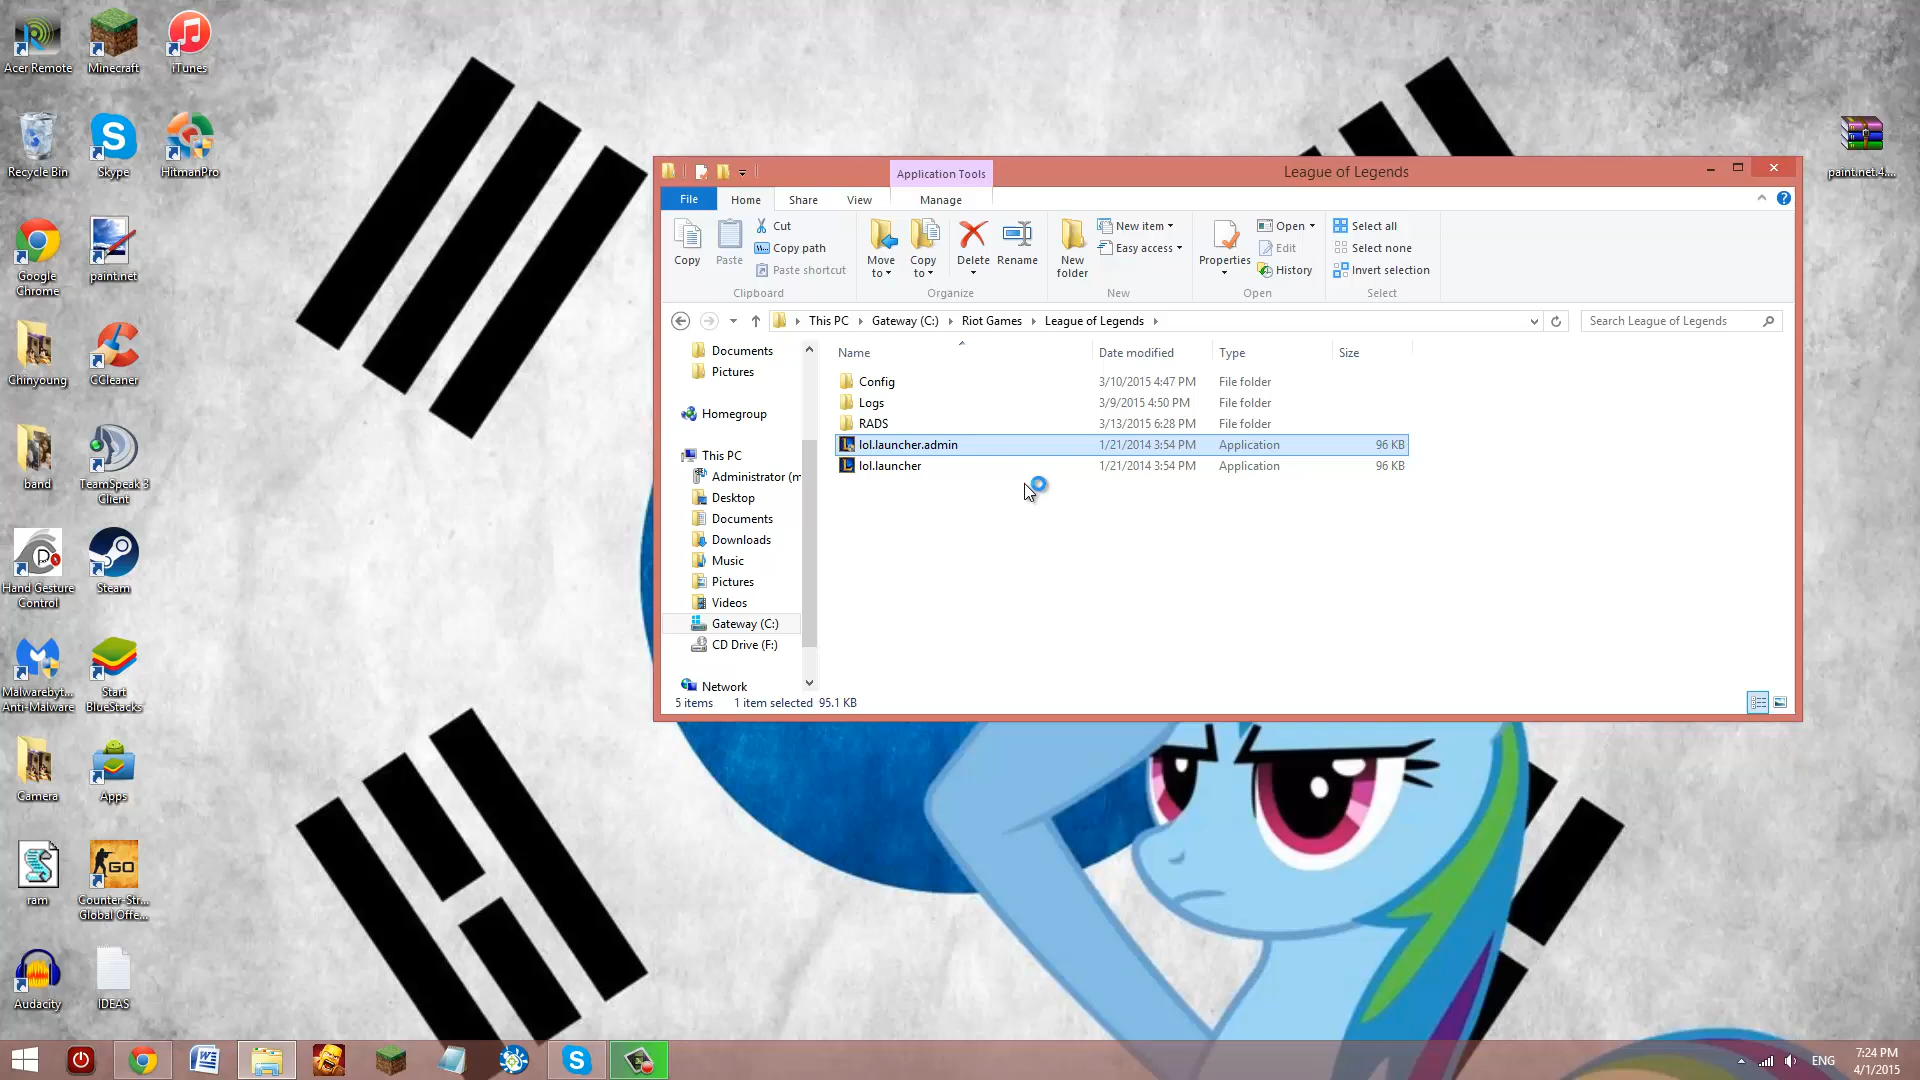 Acer Remote
Minecraft
iTunes
Recycle Bin
Skype
HitmanPro
Google Chrome
paint.net
Chinyoung
CCleaner
band
TeamSpeak 3 Client
Hand Gesture Control
Steam
Malwareby... Anti-Malware
Start BlueStacks
Camera
Apps
ram
GO
Counter-Str... Global Offe...
Audacity
IDEAS
paint.net.4....
Application Tools
League of Legends
File Home Share View Manage
Copy
Paste
Cut
Copy path
Paste shortcut
Clipboard
Move to
Copy to
Delete
Rename
Organize
New folder
New item
Easy access
New
Properties
Open
Edit
History
Open
Select all
Select none
Invert selection
Select
This PC Gateway (C:) Riot Games League of Legends
Search League of Legends
Documents
Pictures
Homegroup
This PC
Administrator (m
Desktop
Documents
Downloads
Music
Pictures
Videos
Gateway (C:)
CD Drive (F:)
Network
Name Date modified Type Size
Config 3/10/2015 4:47 PM File folder
Logs 3/9/2015 4:50 PM File folder
RADS 3/13/2015 6:28 PM File folder
lol.launcher.admin 1/21/2014 3:54 PM Application 96 KB
lol.launcher 1/21/2014 3:54 PM Application 96 KB
5 items 1 item selected 95.1 KB
ENG
7:24 PM
4/1/2015